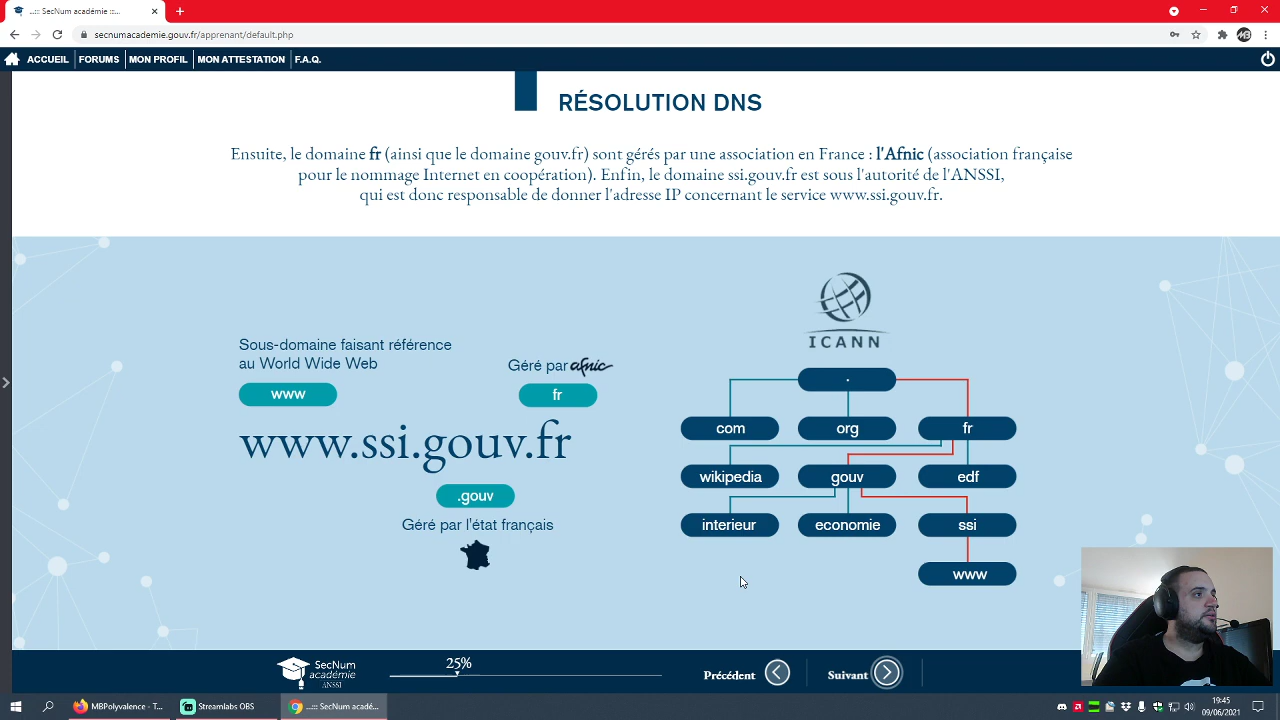 ..:: SecNum académie ::...
secnumacademie.gouv.fr/apprenant/default.php
ACCUEIL FORUMS MON PROFIL MON ATTESTATION F.A.Q.
RÉSOLUTION DNS
Ensuite, le domaine fr (ainsi que le domaine gouv.fr) sont gérés par une association en France : l'Afnic (association française
pour le nommage Internet en coopération). Enfin, le domaine ssi.gouv.fr est sous l'autorité de l'ANSSI,
qui est donc responsable de donner l'adresse IP concernant le service www.ssi.gouv.fr.
Sous-domaine faisant référence
au World Wide Web
www
Géré par afnic
fr
www.ssi.gouv.fr
.gouv
Géré par l'état français
ICANN
.
com org fr
wikipedia gouv edf
interieur economie ssi
www
SecNum
académie
ANSSI
25%
Précédent
Suivant
MBPolyvalence - T...
Streamlabs OBS
..:: SecNum acadé...
19:45
09/06/2021